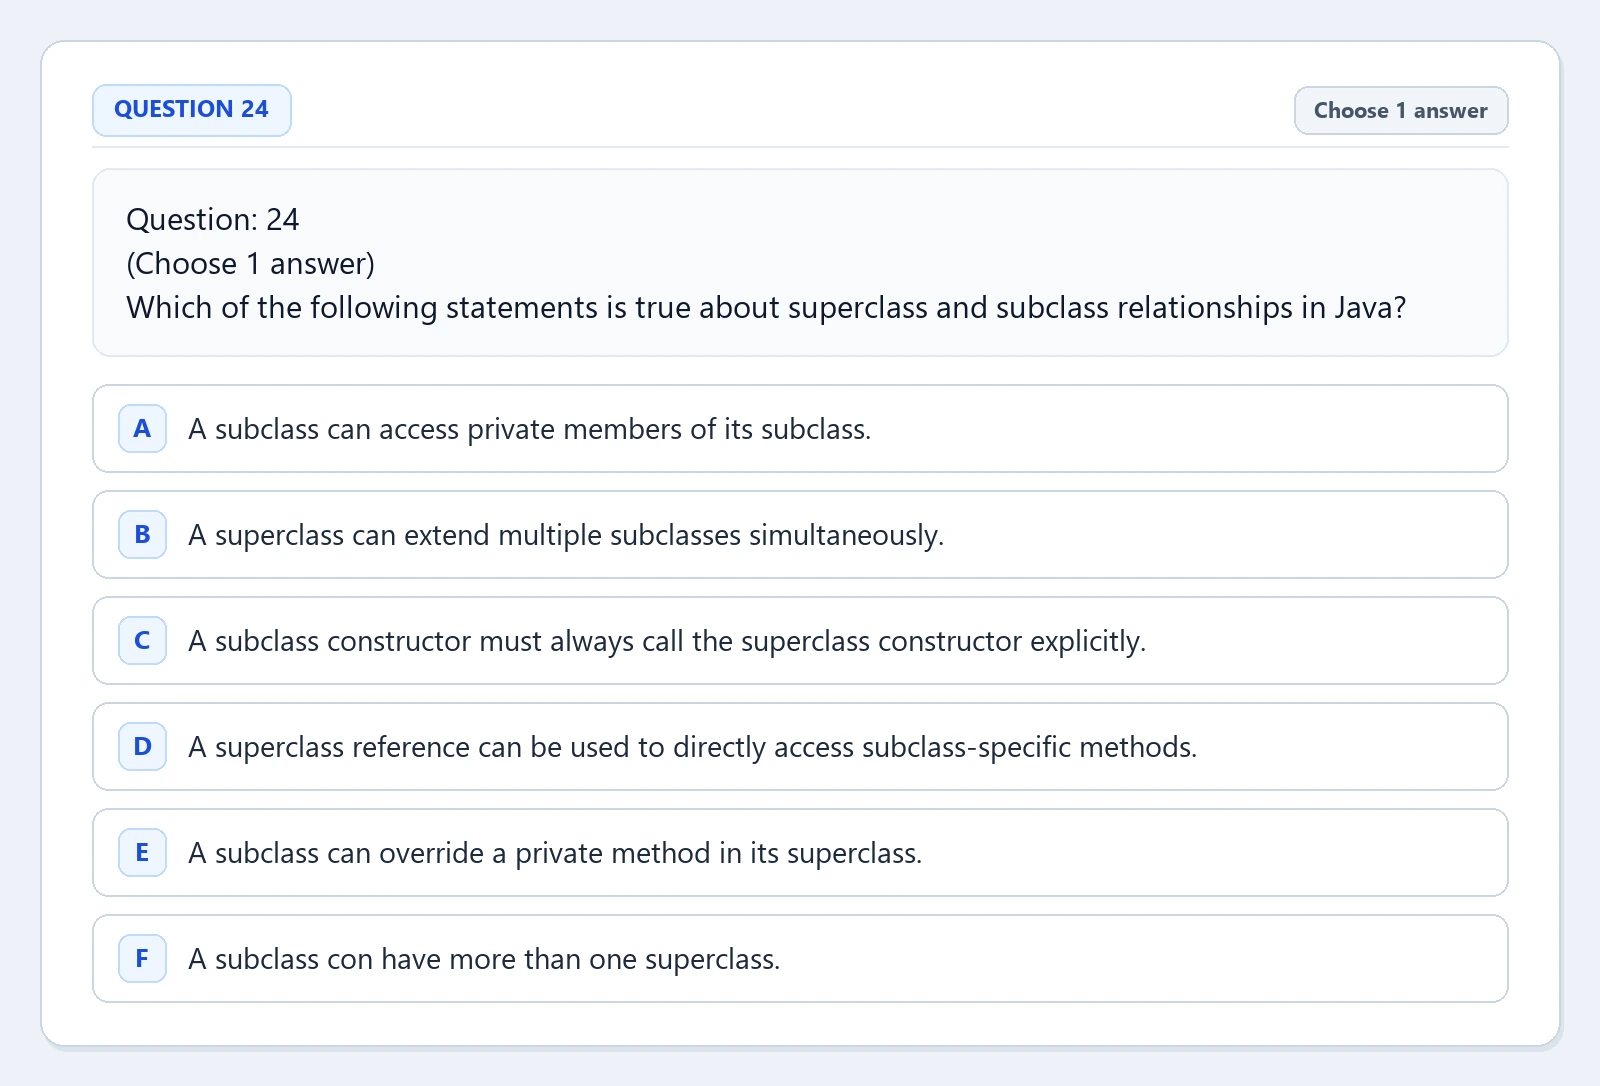 QUESTION 24
Choose 1 answer
Question: 24
(Choose 1 answer)
Which of the following statements is true about superclass and subclass relationships in Java?
A A subclass can access private members of its subclass.
B A superclass can extend multiple subclasses simultaneously.
C A subclass constructor must always call the superclass constructor explicitly.
D A superclass reference can be used to directly access subclass-specific methods.
E A subclass can override a private method in its superclass.
F A subclass con have more than one superclass.